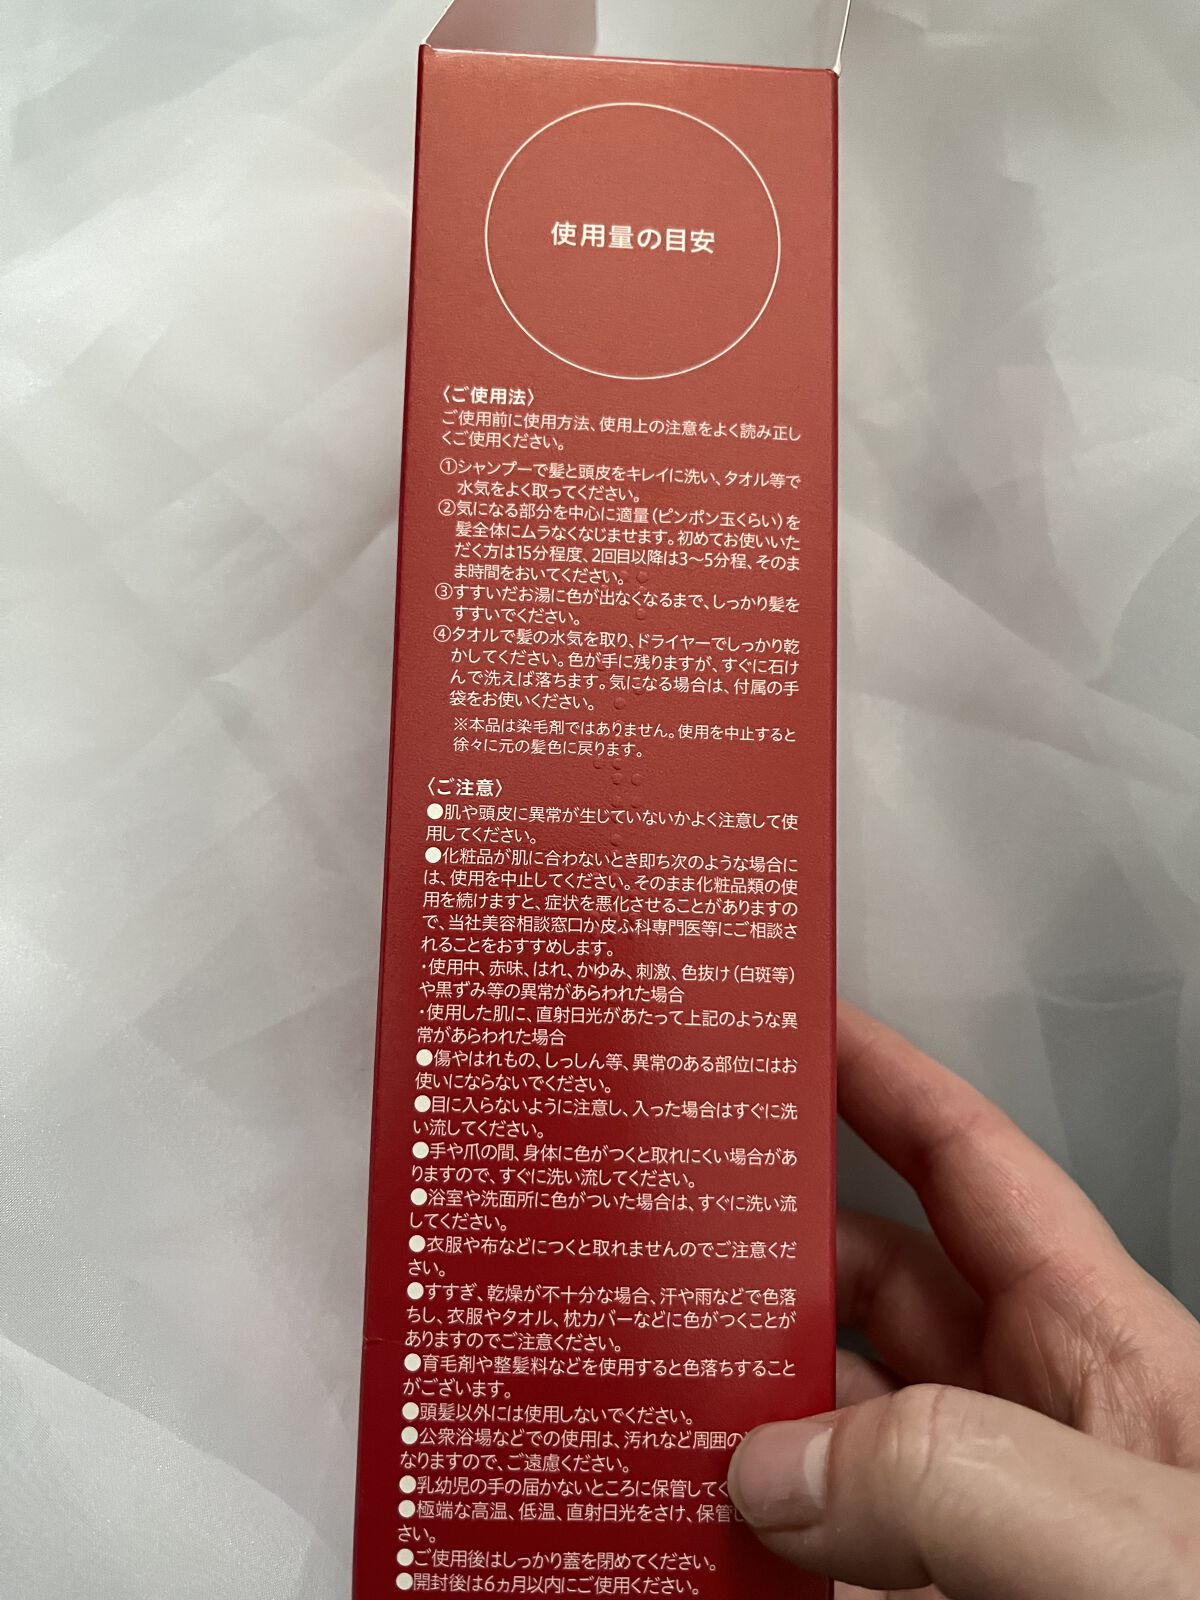 使用量の目安
〈ご使用法〉
ご使用前に使用方法、使用上の注意をよく読み正し
くご使用ください。
①シャンプーで髪と頭皮をキレイに洗い、タオル等で
水気をよく取ってください。
②気になる部分を中心に適量（ピンポン玉くらい）を
髪全体にムラなくなじませます。初めてお使いいた
だく方は15分程度、2回目以降は3〜5分程、そのま
ま時間をおいてください。
③すすいだお湯に色が出なくなるまで、しっかり髪を
すすいでください。
④タオルで髪の水気を取り、ドライヤーでしっかり乾
かしてください。色が手に残りますが、すぐに石け
んで洗えば落ちます。気になる場合は、付属の手
袋をお使いください。
※本品は染毛剤ではありません。使用を中止すると
徐々に元の髪色に戻ります。
〈ご注意〉
●肌や頭皮に異常が生じていないかよく注意して使
用してください。
●化粧品が肌に合わないとき即ち次のような場合に
は、使用を中止してください。そのまま化粧品類の使
用を続けますと、症状を悪化させることがありますの
で、当社美容相談窓口か皮ふ科専門医等にご相談さ
れることをおすすめします。
・使用中、赤味、はれ、かゆみ、刺激、色抜け（白斑等）
や黒ずみ等の異常があらわれた場合
・使用した肌に、直射日光があたって上記のような異
常があらわれた場合
●傷やはれもの、しっしん等、異常のある部位にはお
使いにならないでください。
●目に入らないように注意し、入った場合はすぐに洗
い流してください。
●手や爪の間、身体に色がつくと取れにくい場合があ
りますので、すぐに洗い流してください。
●浴室や洗面所に色がついた場合は、すぐに洗い流
してください。
●衣服や布などにつくと取れませんのでご注意くだ
さい。
●すすぎ、乾燥が不十分な場合、汗や雨などで色落
ちし、衣服やタオル、枕カバーなどに色がつくことが
ありますのでご注意ください。
●育毛剤や整髪料などを使用すると色落ちすること
がございます。
●頭髪以外には使用しないでください。
●公衆浴場などでの使用は、汚れなど周囲の
なりますので、ご遠慮ください。
●乳幼児の手の届かないところに保管してく
●極端な高温、低温、直射日光をさけ、保管し
さい。
●ご使用後はしっかり蓋を閉めてください。
●開封後は6ヵ月以内にご使用ください。